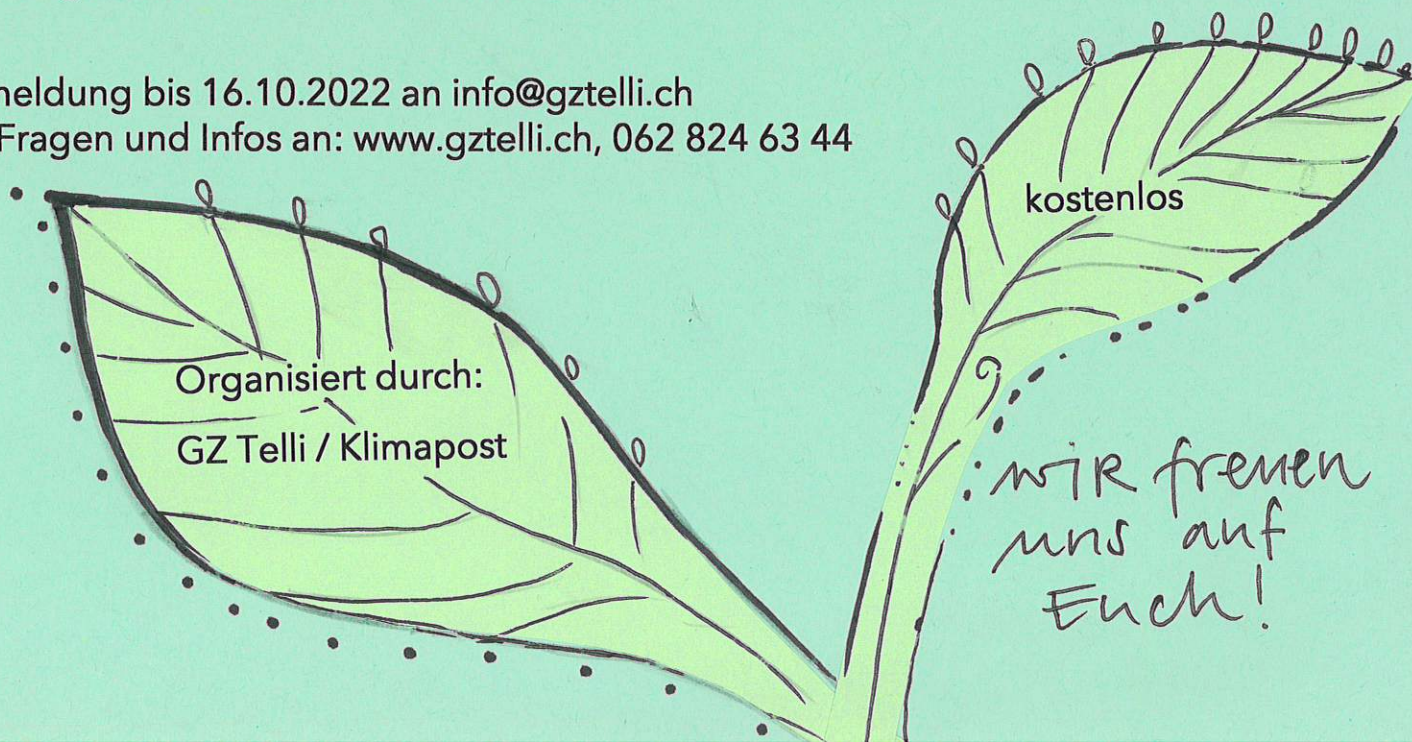 neldung bis 16.10.2022 an info@gztelli.ch
Fragen und Infos an: www.gztelli.ch, 062 824 63 44
kostenlos
Organisiert durch:
GZ Telli / Klimapost
wiR freuen
uns auf
Euch!